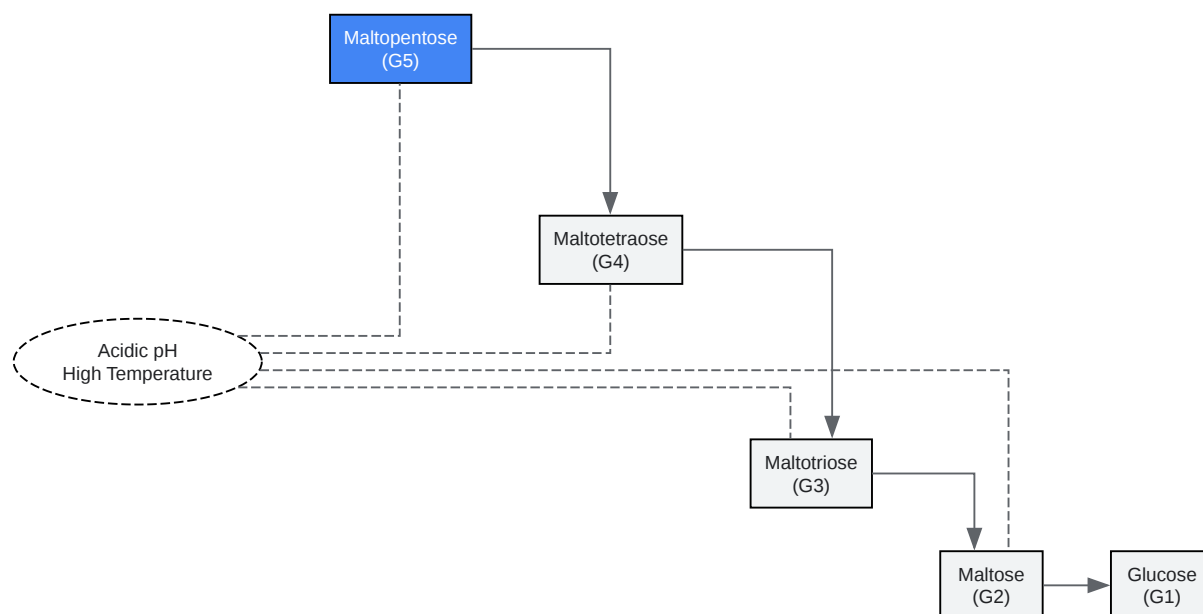 Maltopentose
(G5)
Maltotetraose
(G4)
Acidic pH
High Temperature
Maltotriose
(G3)
Maltose
(G2)
Glucose
(G1)